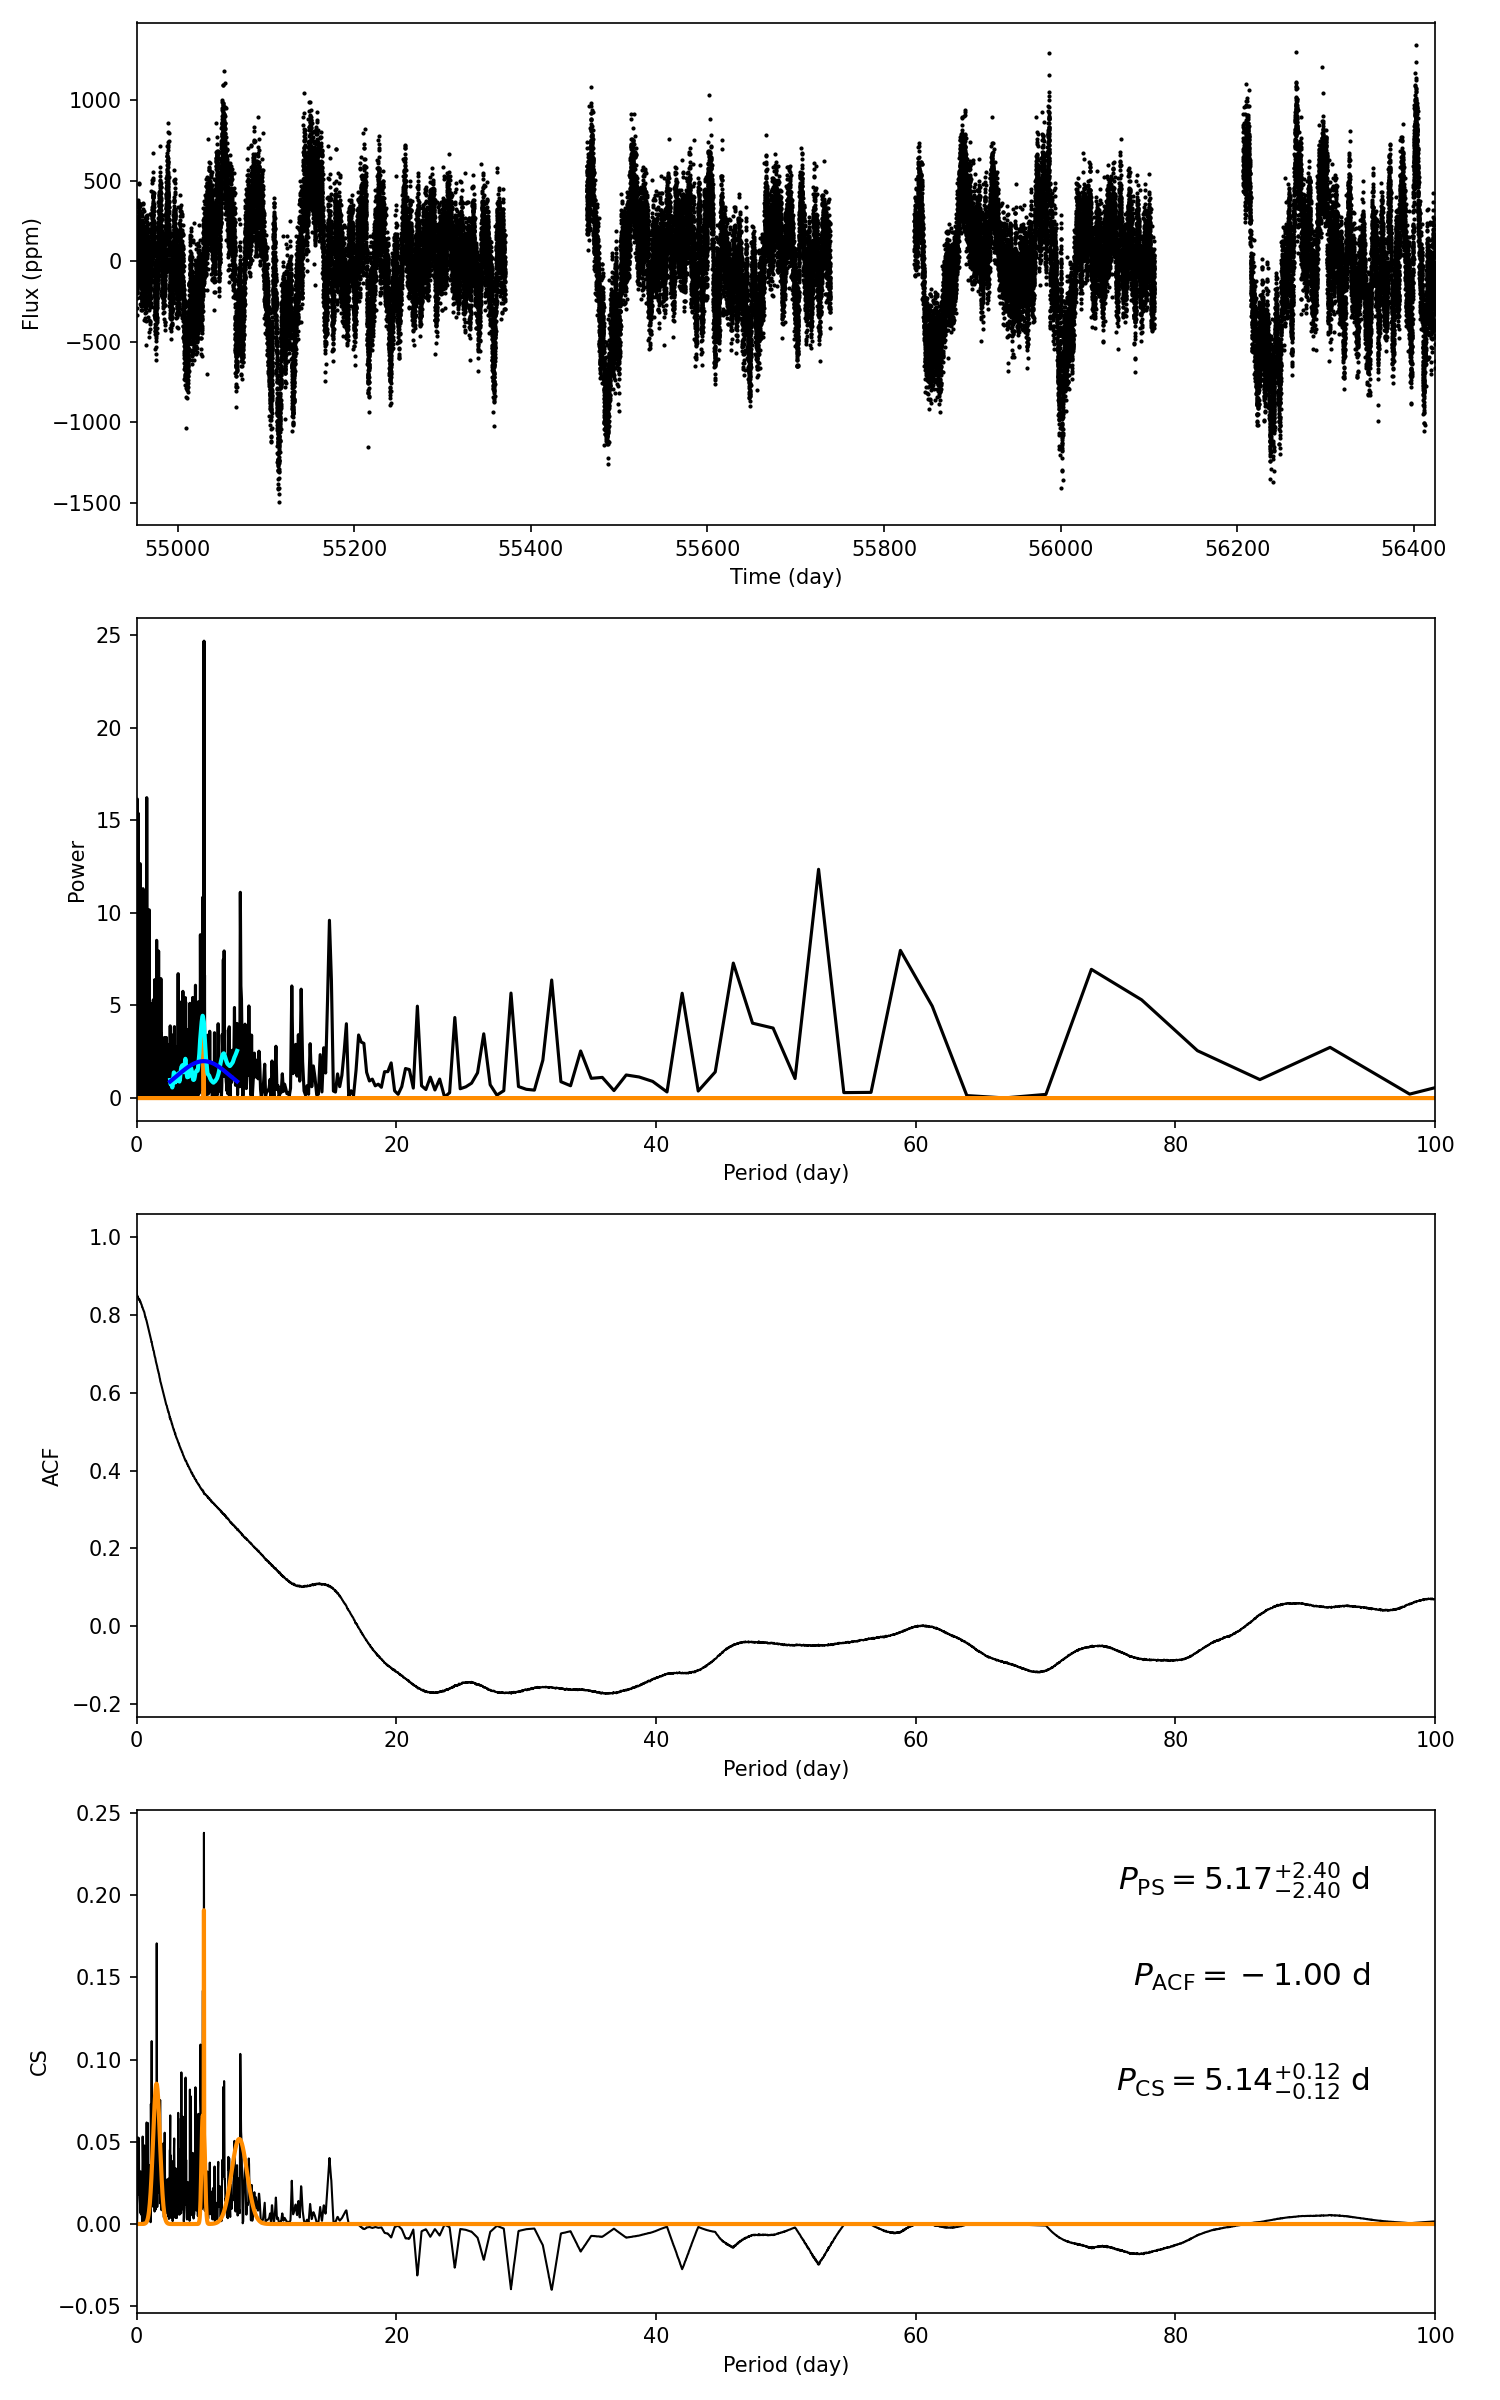 1000
500
0
−500
−1000
−1500
Flux (ppm)
55000 55200 55400 55600 55800 56000 56200 56400
Time (day)
25
20
15
10
5
0
Power
0 20 40 60 80 100
Period (day)
1.0
0.8
0.6
0.4
0.2
0.0
−0.2
ACF
0 20 40 60 80 100
Period (day)
0.25
0.20
0.15
0.10
0.05
0.00
−0.05
CS
P_PS = 5.17^{+2.40}_{−2.40} d
P_ACF = −1.00 d
P_CS = 5.14^{+0.12}_{−0.12} d
0 20 40 60 80 100
Period (day)